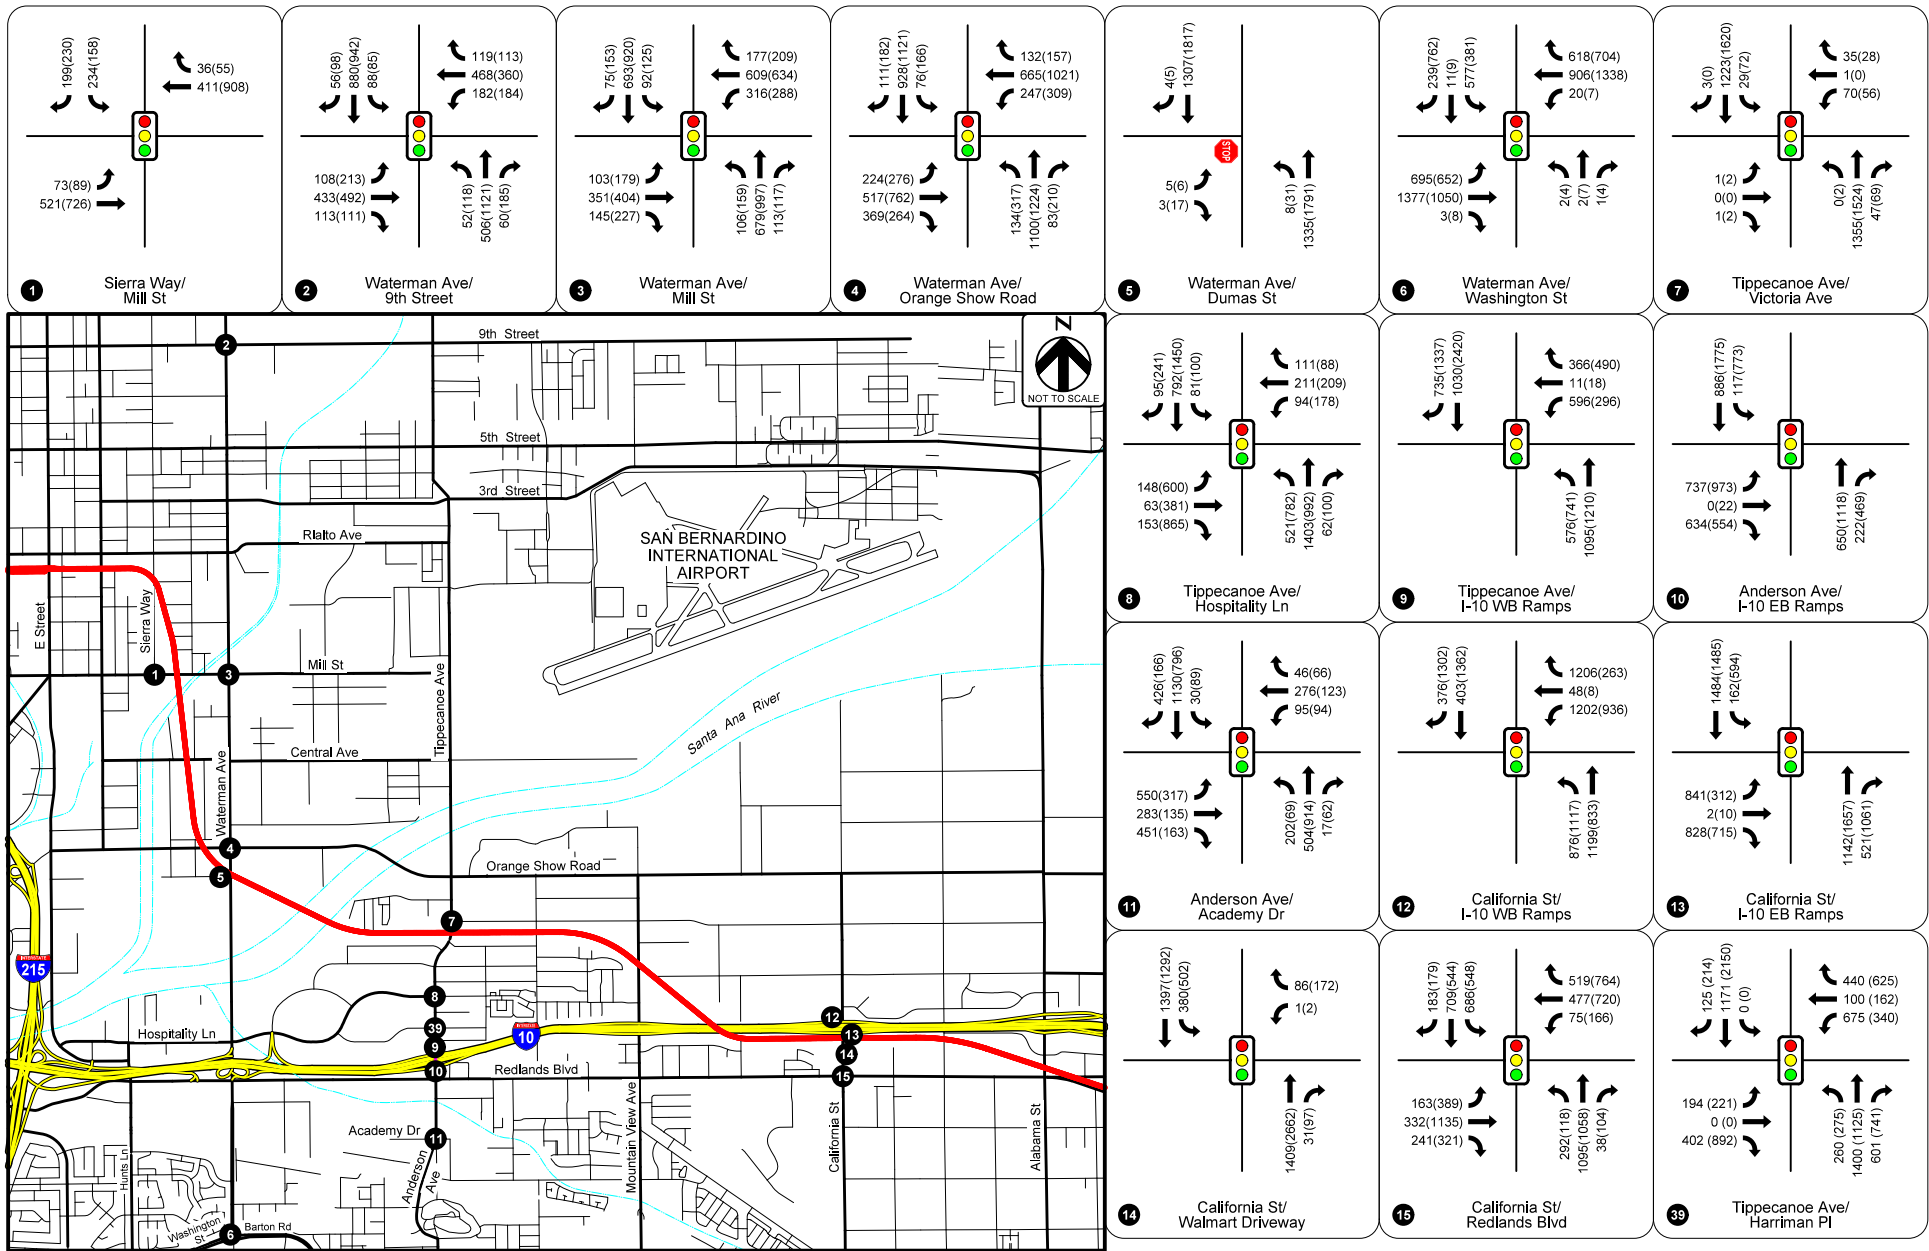 199(230)
234(158)
36(55)
411(908)
73(89)
521(726)
1
Sierra Way/
Mill St
56(98)
880(942)
88(85)
119(113)
468(360)
182(184)
108(213)
433(492)
113(111)
52(118)
506(1121)
60(185)
2
Waterman Ave/
9th Street
75(153)
693(920)
92(125)
177(209)
609(634)
316(288)
103(179)
351(404)
145(227)
106(159)
679(997)
113(117)
3
Waterman Ave/
Mill St
111(182)
928(1121)
76(166)
132(157)
665(1021)
247(309)
224(276)
517(762)
369(264)
134(317)
1100(1224)
83(210)
4
Waterman Ave/
Orange Show Road
4(5)
1307(1817)
STOP
5(6)
3(17)
8(31)
1335(1791)
5
Waterman Ave/
Dumas St
239(762)
11(9)
577(381)
618(704)
906(1338)
20(7)
695(652)
1377(1050)
3(8)
2(4)
2(7)
1(4)
6
Waterman Ave/
Washington St
3(0)
1223(1620)
29(72)
35(28)
1(0)
70(56)
1(2)
0(0)
1(2)
0(2)
1355(1524)
47(69)
7
Tippecanoe Ave/
Victoria Ave
95(241)
792(1450)
81(100)
111(88)
211(209)
94(178)
148(600)
63(381)
153(865)
521(782)
1403(992)
62(100)
8
Tippecanoe Ave/
Hospitality Ln
735(1337)
1030(2420)
366(490)
11(18)
596(296)
576(741)
1095(1210)
9
Tippecanoe Ave/
I-10 WB Ramps
886(1775)
117(773)
737(973)
0(22)
634(554)
650(1118)
222(469)
10
Anderson Ave/
I-10 EB Ramps
426(166)
1130(796)
30(89)
46(66)
276(123)
95(94)
550(317)
283(135)
451(163)
202(669)
504(914)
17(62)
11
Anderson Ave/
Academy Dr
376(1302)
403(1362)
1206(263)
48(8)
1202(936)
876(1117)
1199(833)
12
California St/
I-10 WB Ramps
1484(1485)
162(594)
841(312)
2(10)
828(715)
1142(1657)
521(1061)
13
California St/
I-10 EB Ramps
1397(1292)
380(502)
86(172)
1(2)
1409(2662)
31(97)
14
California St/
Walmart Driveway
183(179)
709(544)
686(548)
519(764)
477(720)
75(166)
163(389)
332(1135)
241(321)
292(118)
1095(1058)
38(104)
15
California St/
Redlands Blvd
125 (214)
1171 (2150)
0 (0)
440 (625)
100 (162)
675 (340)
194 (221)
0 (0)
402 (892)
260 (275)
1400 (1125)
601 (741)
39
Tippecanoe Ave/
Harriman Pl
N
NOT TO SCALE
2
9th Street
5th Street
3rd Street
Rialto Ave
SAN BERNARDINO
INTERNATIONAL
AIRPORT
E Street
Sierra Way
1
3
Mill St
Tippecanoe Ave
Santa Ana River
Waterman Ave
Central Ave
4
5
Orange Show Road
7
INTERSTATE
215
8
39
9
10
Hospitality Ln
INTERSTATE
10
12
13
14
15
Redlands Blvd
Academy Dr
11
Anderson
Ave
Mountain View Ave
California St
Alabama St
Hunts Ln
Washington
St
6
Barton Rd